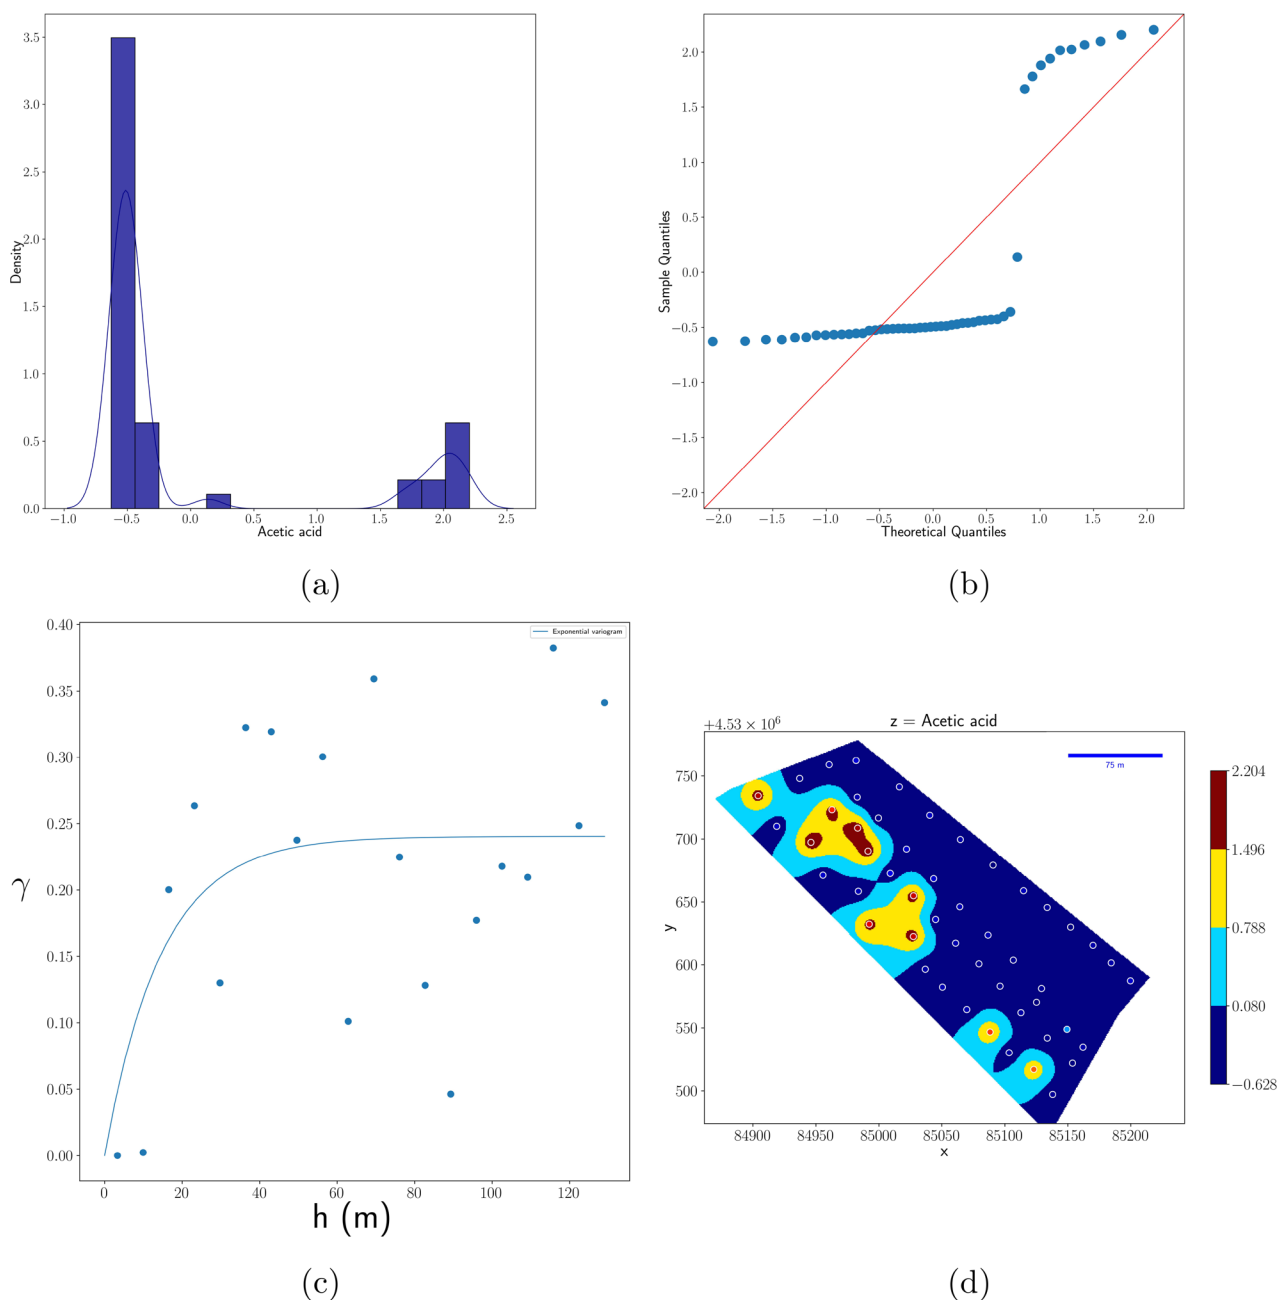 3.5
3.0
2.5
2.0
1.5
1.0
0.5
0.0
Density
−1.0 −0.5 0.0 0.5 1.0 1.5 2.0 2.5
Acetic acid
(a)
2.0
1.5
1.0
0.5
0.0
−0.5
−1.0
−1.5
−2.0
Sample Quantiles
−2.0 −1.5 −1.0 −0.5 0.0 0.5 1.0 1.5 2.0
Theoretical Quantiles
(b)
Exponential variogram
0.40
0.35
0.30
0.25
0.20
0.15
0.10
0.05
0.00
γ
0 20 40 60 80 100 120
h (m)
(c)
+4.53 × 10⁶
z = Acetic acid
75 m
750
700
650
600
550
500
y
84900 84950 85000 85050 85100 85150 85200
x
2.204
1.496
0.788
0.080
−0.628
(d)